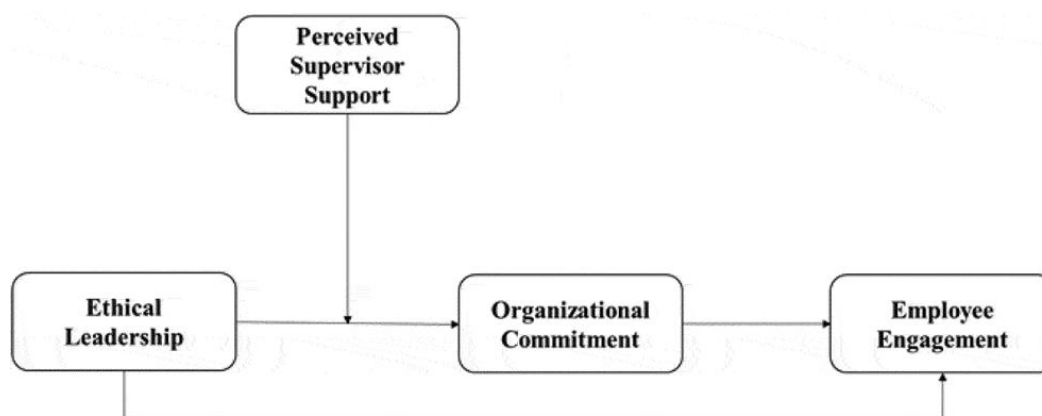 Perceived
Supervisor
Support
Ethical
Leadership
Organizational
Commitment
Employee
Engagement